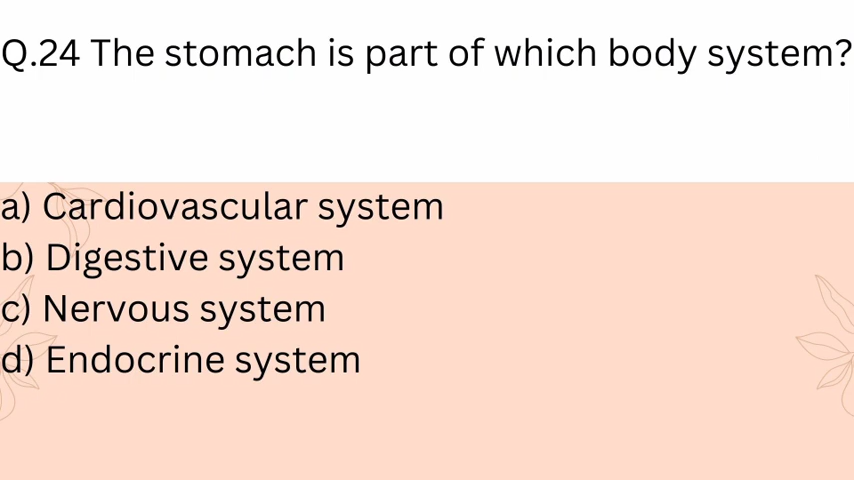 Q.24 The stomach is part of which body system?
a) Cardiovascular system
b) Digestive system
c) Nervous system
d) Endocrine system